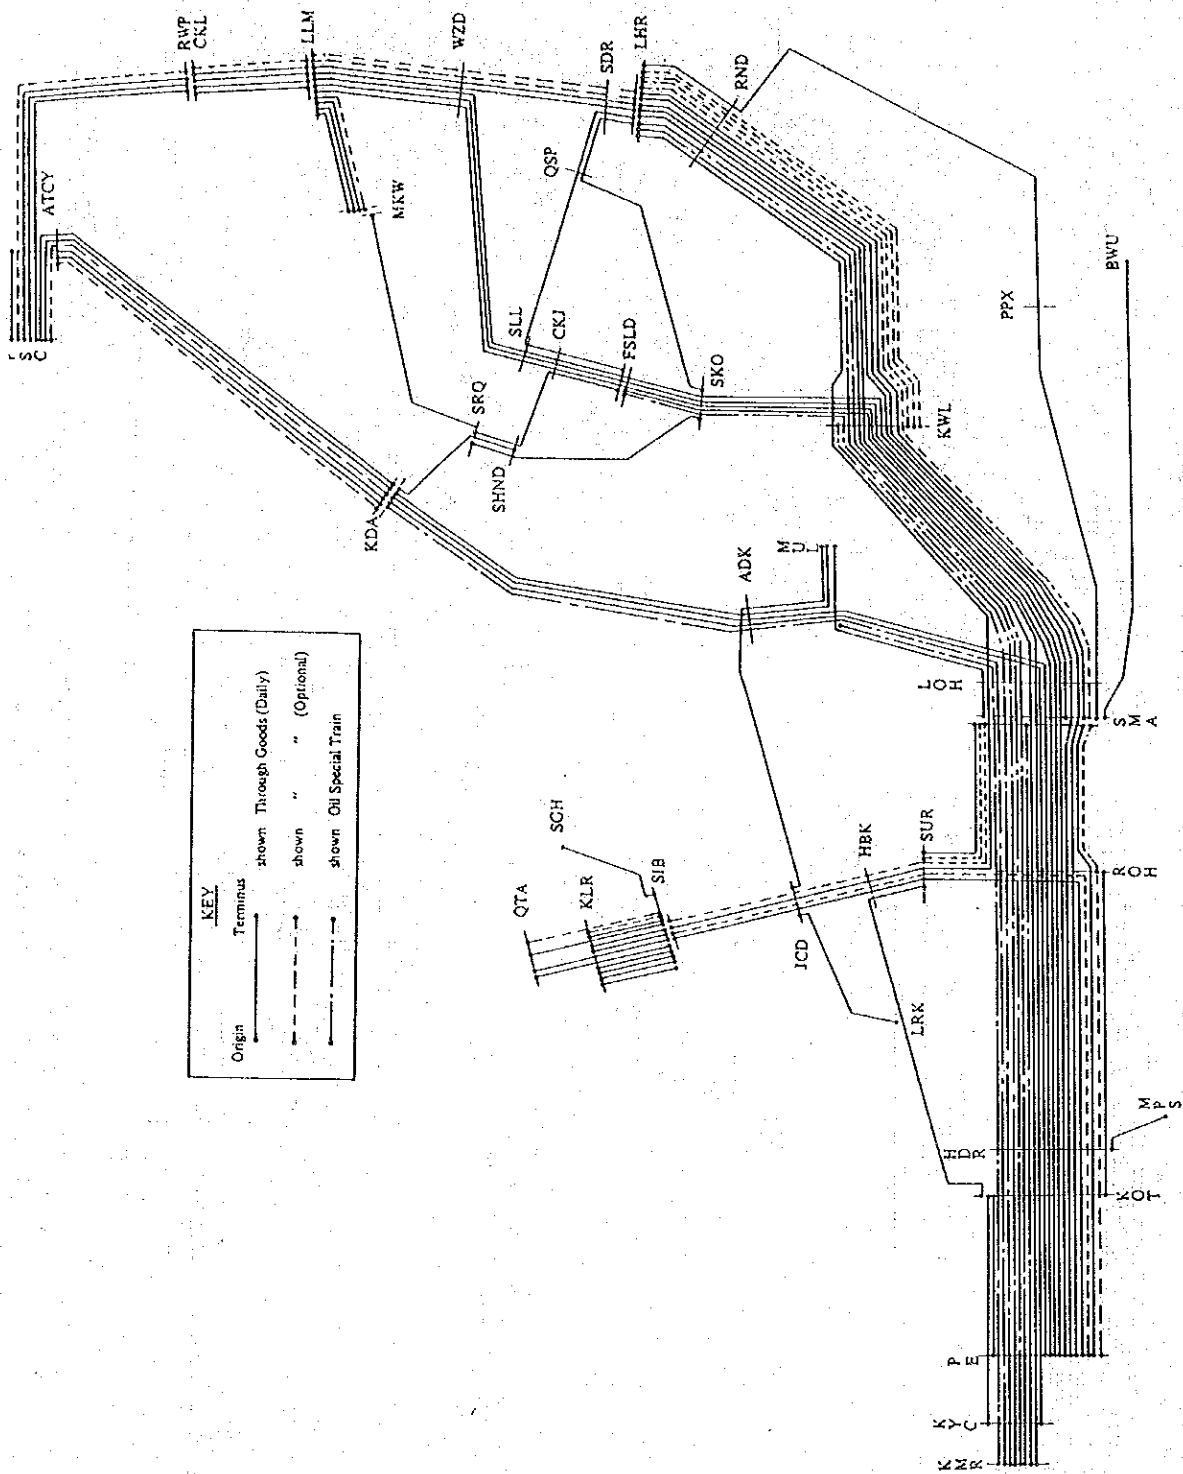 RWP
CKL
LLM
WZD
SDR
LHR
RND
QSP
ATCY
MKW
SLL
CKJ
FSLD
SKO
SRQ
SHND
KDA
KWL
PPX
BWU
ADK
MUL
LOH
SMA
KEY
Origin Terminus
shown Through Goods (Daily)
shown " " (Optional)
shown Oil Special Train
SGH
SIB
QTA
KLR
ICD
HBK
SUR
LRK
ROH
MPS
HDR
KOT
PE
KYC
KMR